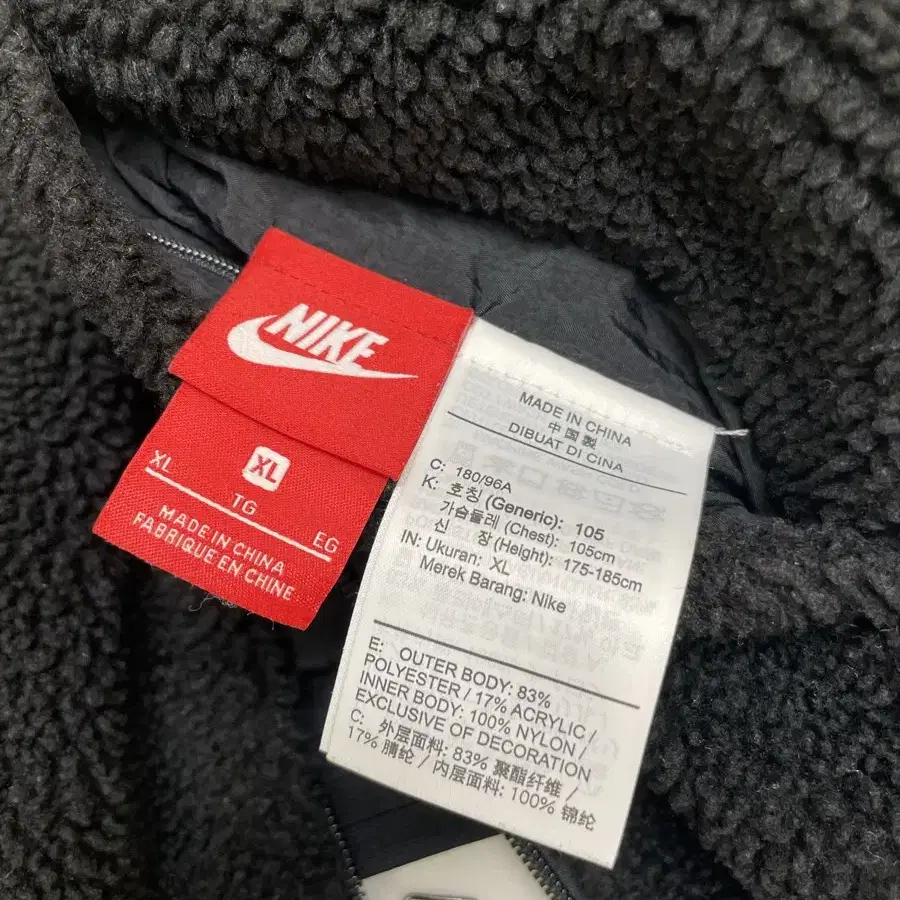 NIKE
XL
XL
TG
EG
MADE IN CHINA
FABRIQUE EN CHINE
MADE IN CHINA
中国製
DIBUAT DI CINA
C: 180/96A
K: 호칭 (Generic): 105
가슴둘레 (Chest): 105cm
신 장 (Height): 175-185cm
IN: Ukuran: XL
Merek Barang: Nike
E: OUTER BODY: 83%
POLYESTER / 17% ACRYLIC /
INNER BODY: 100% NYLON /
EXCLUSIVE OF DECORATION
C: 外层面料: 83% 聚酯纤维 /
17% 腈纶 / 内层面料: 100% 锦纶